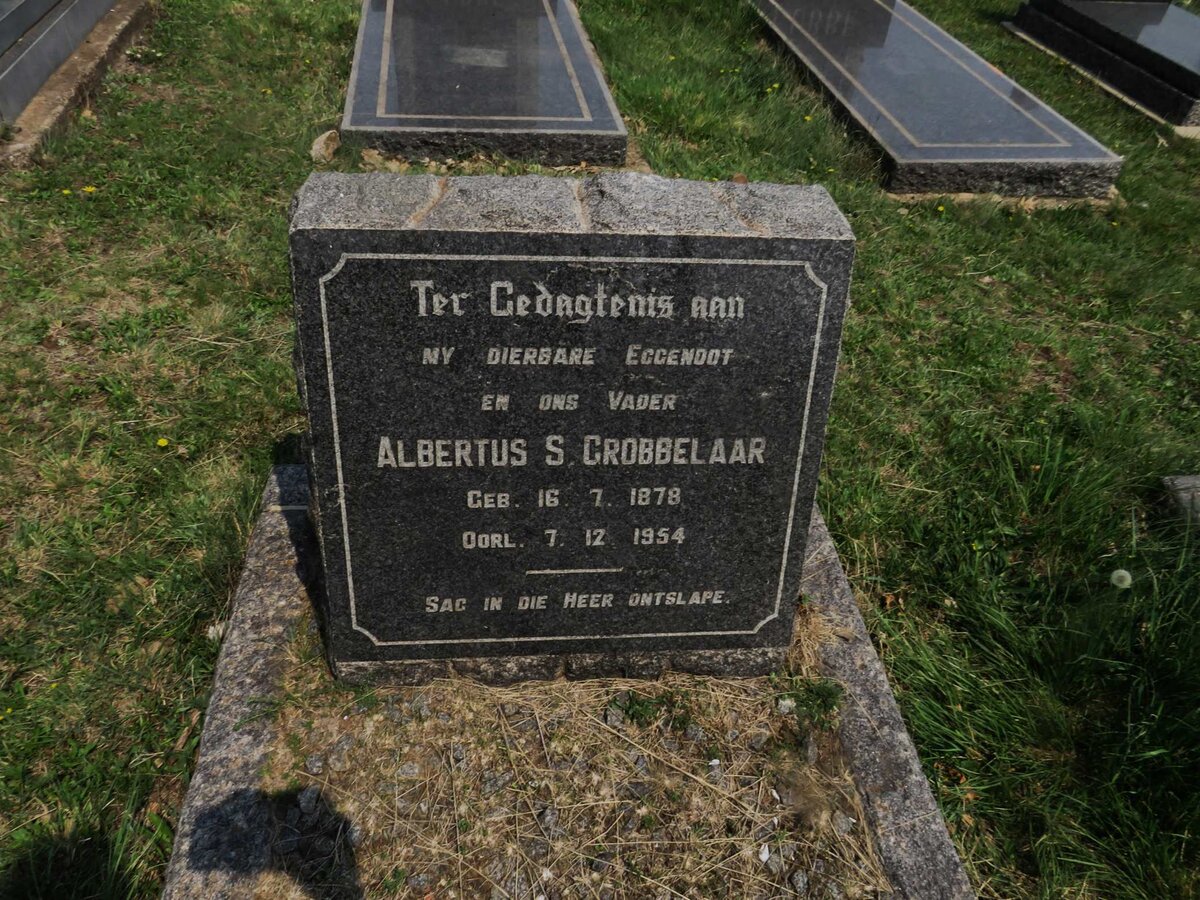 Ter Gedagtenis aan
MY DIERBARE EGGENOOT
EN ONS VADER
ALBERTUS S. GROBBELAAR
GEB. 16. 7. 1878
OORL. 7. 12. 1954
SAG IN DIE HEER ONTSLAPE.